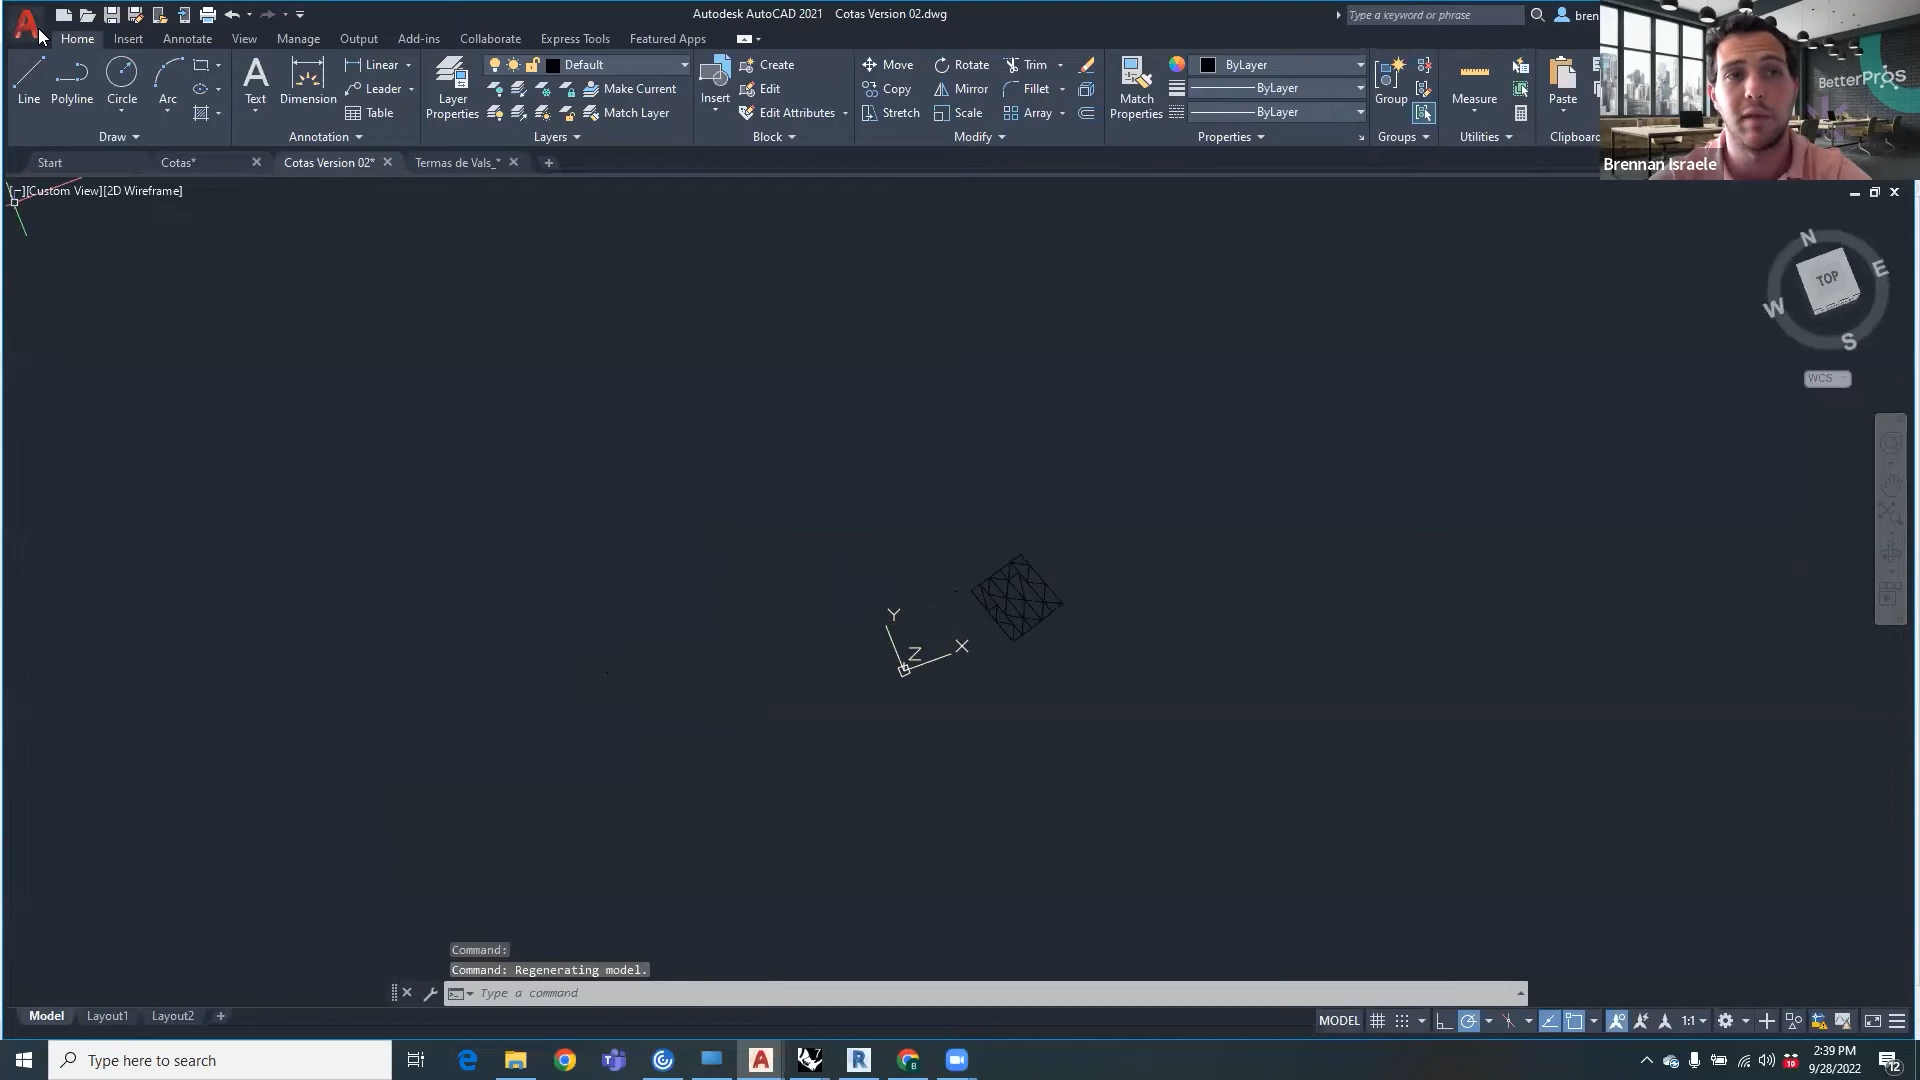 Autodesk AutoCAD 2021 Cotas Version 02.dwg
Type a keyword or phrase
bren
Home Insert Annotate View Manage Output Add-ins Collaborate Express Tools Featured Apps
Line Polyline Circle Arc
Draw
Text Dimension
Linear
Leader
Table
Annotation
Layer Properties
Default
Make Current
Match Layer
Layers
Insert
Create
Edit
Edit Attributes
Block
Move Rotate Trim
Copy Mirror Fillet
Stretch Scale Array
Modify
Match Properties
ByLayer
ByLayer
ByLayer
Properties
Group
Groups
Measure
Utilities
Paste
Clipboard
BetterPros
Brennan Israele
Start Cotas* Cotas Version 02* Termas de Vals_*
[−][Custom View][2D Wireframe]
N
E
TOP
W
S
WCS
Y
Z X
Command:
Command: Regenerating model.
Type a command
Model Layout1 Layout2
MODEL 1:1
Type here to search
2:39 PM
9/28/2022
10
12